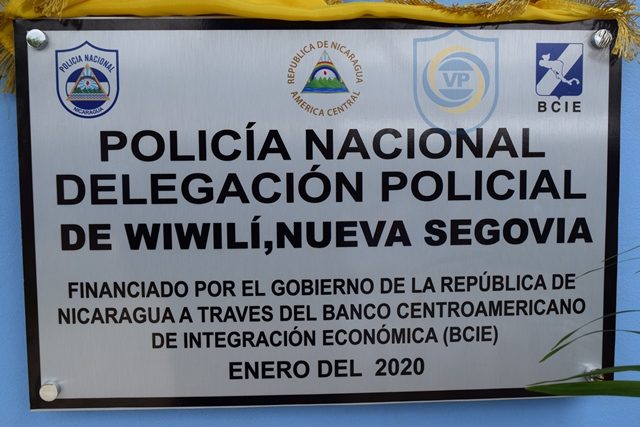 POLICIA NACIONAL
NICARAGUA
REPUBLICA DE NICARAGUA
AMERICA CENTRAL
VP
BCIE
POLICÍA NACIONAL
DELEGACIÓN POLICIAL
DE WIWILÍ,NUEVA SEGOVIA
FINANCIADO POR EL GOBIERNO DE LA REPÚBLICA DE
NICARAGUA A TRAVES DEL BANCO CENTROAMERICANO
DE INTEGRACIÓN ECONÓMICA (BCIE)
ENERO DEL 2020